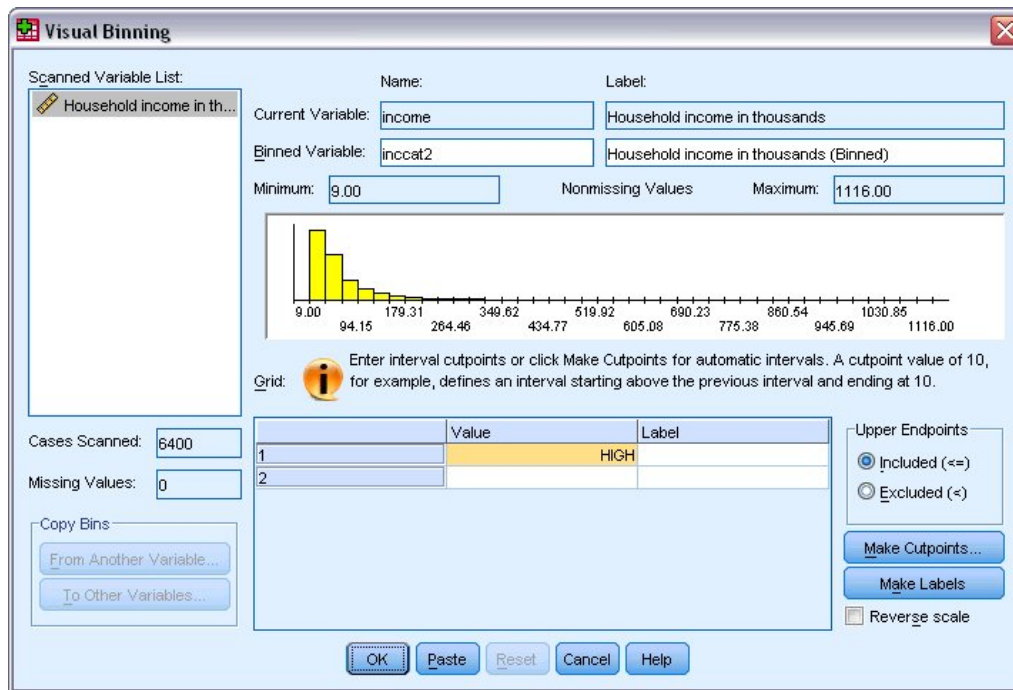 Visual Binning
Scanned Variable List:
Household income in th...
Name:
Label:
Current Variable:
income
Household income in thousands
Binned Variable:
inccat2
Household income in thousands (Binned)
Minimum:
9.00
Nonmissing Values
Maximum:
1116.00
9.00 179.31 349.62 519.92 690.23 860.54 1030.85
94.15 264.46 434.77 605.08 775.38 945.69 1116.00
Grid:
Enter interval cutpoints or click Make Cutpoints for automatic intervals. A cutpoint value of 10,
for example, defines an interval starting above the previous interval and ending at 10.
Cases Scanned:
6400
Missing Values:
0
Copy Bins
From Another Variable...
To Other Variables...
Value
Label
1
HIGH
2
Upper Endpoints
Included (<=)
Excluded (<)
Make Cutpoints...
Make Labels
Reverse scale
OK
Paste
Reset
Cancel
Help